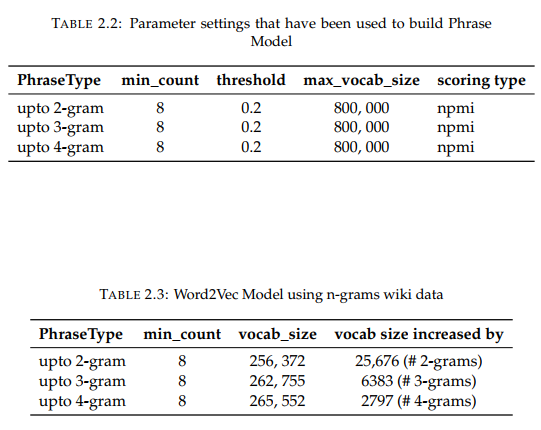 TABLE 2.2: Parameter settings that have been used to build Phrase
Model
PhraseType min_count threshold max_vocab_size scoring type
upto 2-gram 8 0.2 800, 000 npmi
upto 3-gram 8 0.2 800, 000 npmi
upto 4-gram 8 0.2 800, 000 npmi
TABLE 2.3: Word2Vec Model using n-grams wiki data
PhraseType min_count vocab_size vocab size increased by
upto 2-gram 8 256, 372 25,676 (# 2-grams)
upto 3-gram 8 262, 755 6383 (# 3-grams)
upto 4-gram 8 265, 552 2797 (# 4-grams)